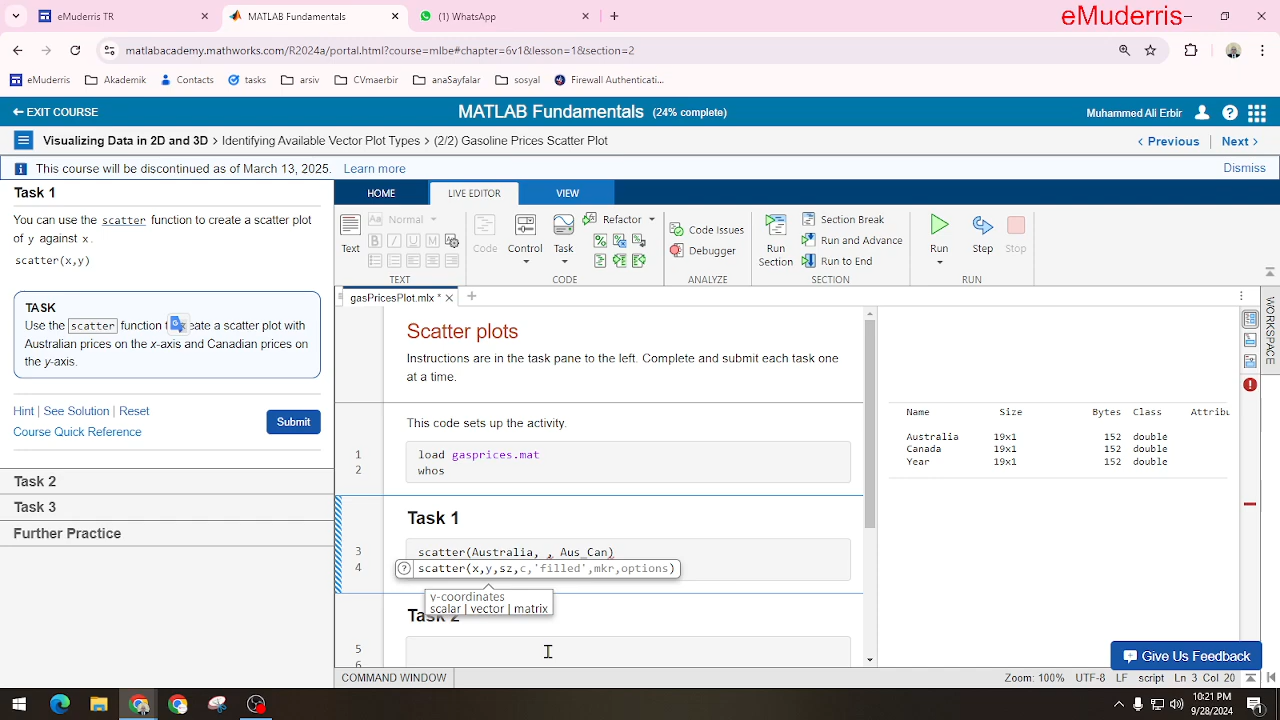 eMuderris TR
MATLAB Fundamentals
(1) WhatsApp
eMuderris
matlabacademy.mathworks.com/R2024a/portal.html?course=mlbe#chapter=6v1&lesson=1&section=2
eMuderris
Akademik
Contacts
tasks
arsiv
CVmaerbir
anaSayfalar
sosyal
Firewall Authenticati...
EXIT COURSE
MATLAB Fundamentals (24% complete)
Muhammed Ali Erbir
Visualizing Data in 2D and 3D > Identifying Available Vector Plot Types > (2/2) Gasoline Prices Scatter Plot
< Previous
Next >
This course will be discontinued as of March 13, 2025. Learn more
Dismiss
Task 1
You can use the scatter function to create a scatter plot
of y against x.
scatter(x,y)
TASK
Use the scatter function eate a scatter plot with
Australian prices on the x-axis and Canadian prices on
the y-axis.
Hint | See Solution | Reset
Course Quick Reference
Submit
Task 2
Task 3
Further Practice
HOME
LIVE EDITOR
VIEW
Text
Aa Normal
B I U M
TEXT
Code
Control
Task
Refactor
CODE
Code Issues
Debugger
ANALYZE
Run
Section
Section Break
Run and Advance
Run to End
SECTION
Run
Step
Stop
RUN
gasPricesPlot.mlx *
WORKSPACE
Scatter plots
Instructions are in the task pane to the left. Complete and submit each task one
at a time.
This code sets up the activity.
1 load gasprices.mat
2 whos
Task 1
3 scatter(Australia, , Aus_Can)
4 scatter(x,y,sz,c,'filled',mkr,options)
y-coordinates
scalar | vector | matrix
Task 2
5
6
Name Size Bytes Class Attribu
Australia 19x1 152 double
Canada 19x1 152 double
Year 19x1 152 double
Give Us Feedback
COMMAND WINDOW
Zoom: 100% UTF-8 LF script Ln 3 Col 20
10:21 PM
9/28/2024